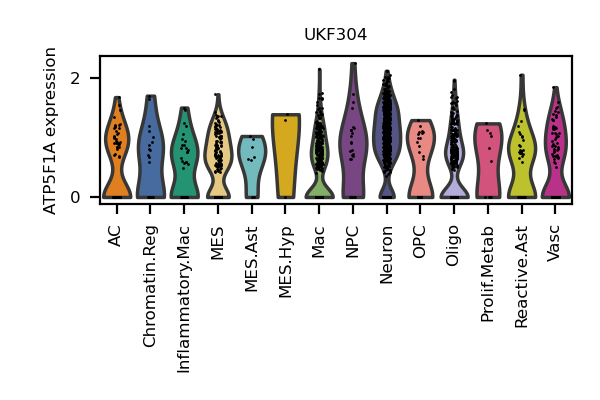 UKF304
ATP5F1A expression
2
0
AC
Chromatin.Reg
Inflammatory.Mac
MES
MES.Ast
MES.Hyp
Mac
NPC
Neuron
OPC
Oligo
Prolif.Metab
Reactive.Ast
Vasc